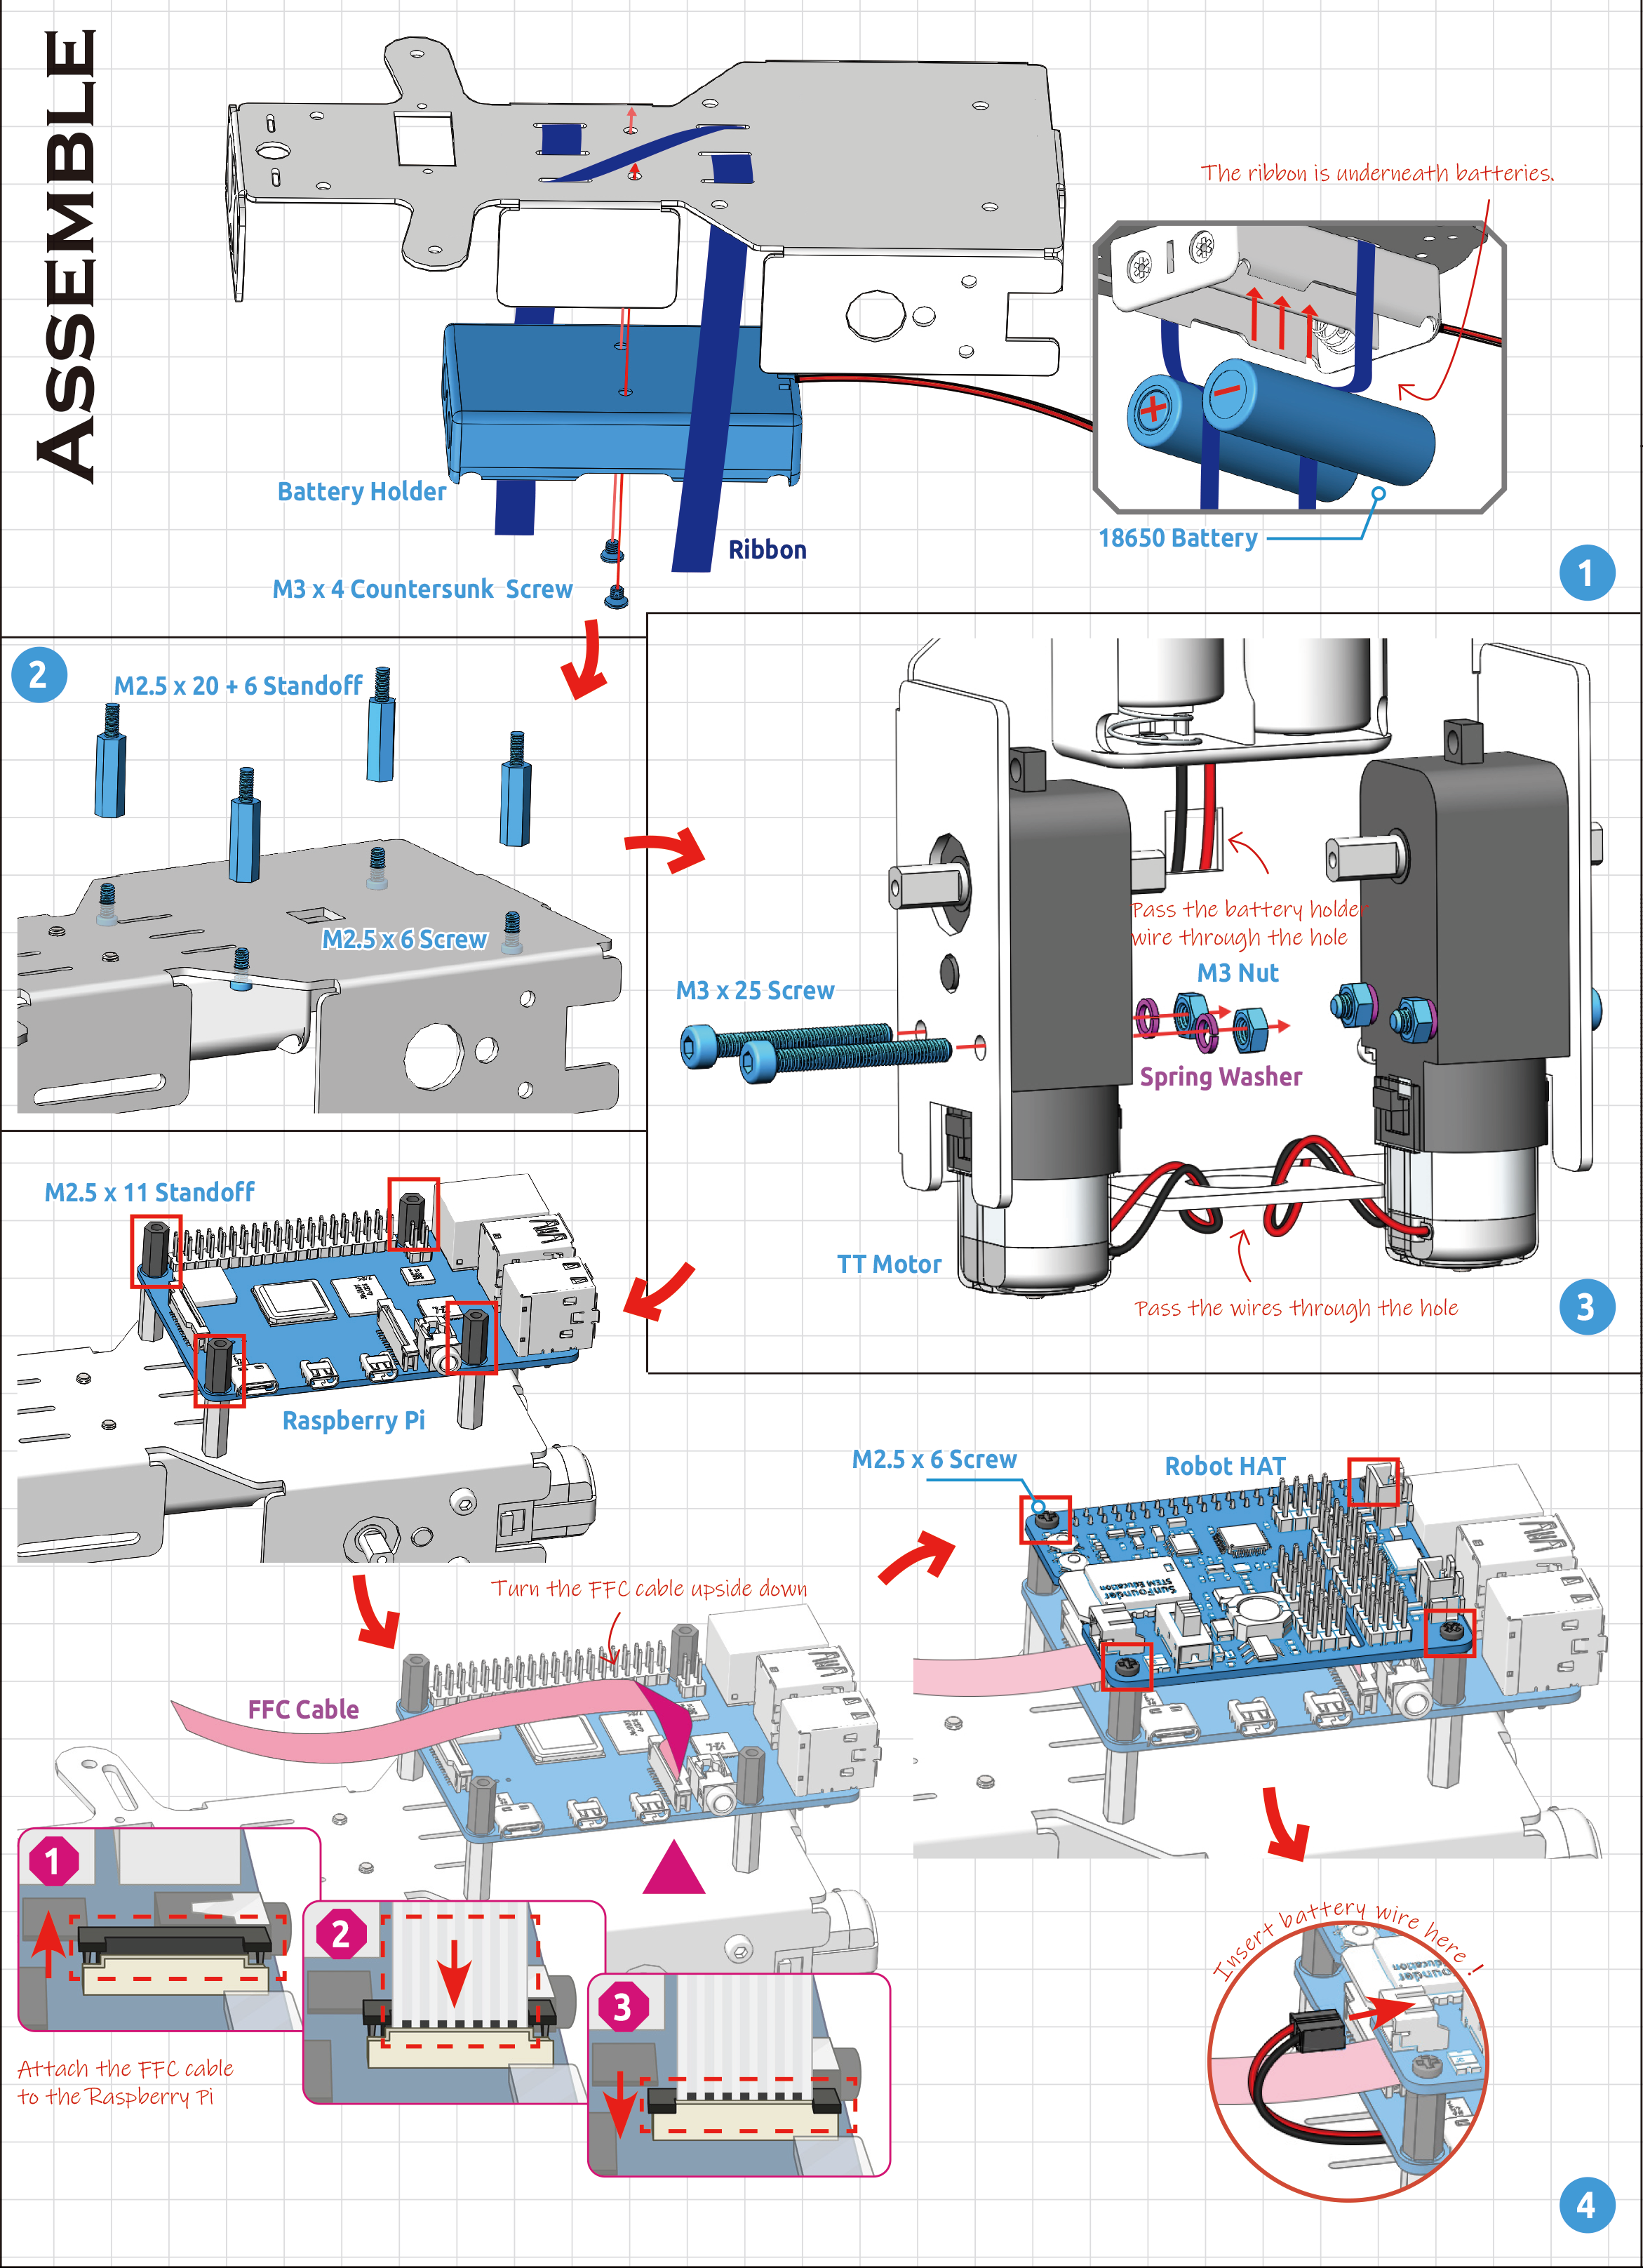 ASSEMBLE
The ribbon is underneath batteries.
Battery Holder
Ribbon
M3 x 4 Countersunk Screw
18650 Battery
1
2
M2.5 x 20 + 6 Standoff
M2.5 x 6 Screw
Pass the battery holder
wire through the hole
M3 x 25 Screw
M3 Nut
Spring Washer
TT Motor
Pass the wires through the hole
3
M2.5 x 11 Standoff
Raspberry Pi
M2.5 x 6 Screw
Robot HAT
SunFounder
STEM Education
Turn the FFC cable upside down
FFC Cable
1
2
3
Attach the FFC cable
to the Raspberry Pi
Insert battery wire here !
4